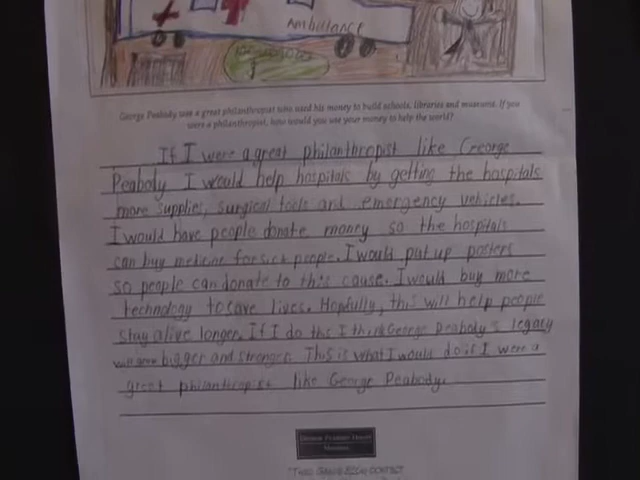 Ambulance
George Peabody was a great philanthropist who used his money to build schools, libraries and museums. If you
were a philanthropist, how would you use your money to help the world?
If I were a great philanthropist like George
Peabody I would help hospitals by getting the hospitals
more supplies, surgical tools and emergency vehicles.
I would have people donate money so the hospitals
can buy medicine for sick people. I would put up posters
so people can donate to this cause. I would buy more
technology to save lives. Hopfully, this will help people
stay alive longer. If I do this I think George Peabody's legacy
will grow bigger and stronger. This is what I would do if I were a
great philanthropist like George Peabody.
George Peabody House
Museum